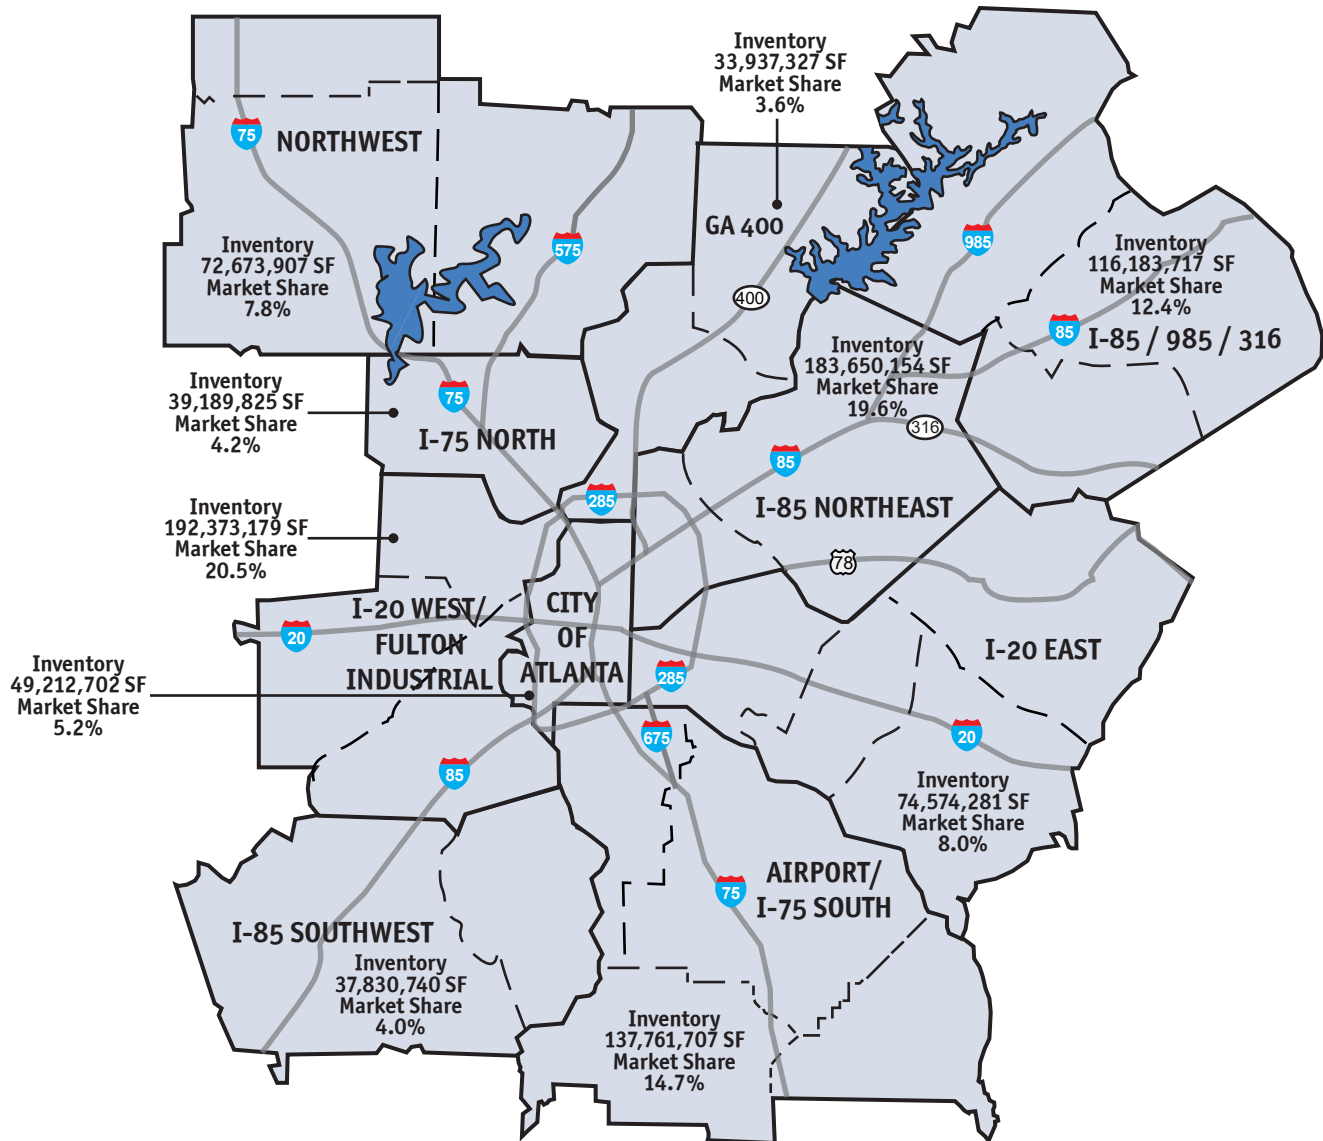 Inventory
33,937,327 SF
Market Share
3.6%
75
NORTHWEST
GA 400
575
985
Inventory
72,673,907 SF
Market Share
7.8%
Inventory
116,183,717 SF
Market Share
12.4%
400
85
I-85 / 985 / 316
Inventory
183,650,154 SF
Market Share
19.6%
Inventory
39,189,825 SF
Market Share
4.2%
75
I-75 NORTH
316
85
285
I-85 NORTHEAST
Inventory
192,373,179 SF
Market Share
20.5%
78
I-20 WEST/
FULTON
INDUSTRIAL
20
CITY
OF
ATLANTA
I-20 EAST
Inventory
49,212,702 SF
Market Share
5.2%
285
675
20
85
Inventory
74,574,281 SF
Market Share
8.0%
AIRPORT/
I-75 SOUTH
75
I-85 SOUTHWEST
Inventory
37,830,740 SF
Market Share
4.0%
Inventory
137,761,707 SF
Market Share
14.7%